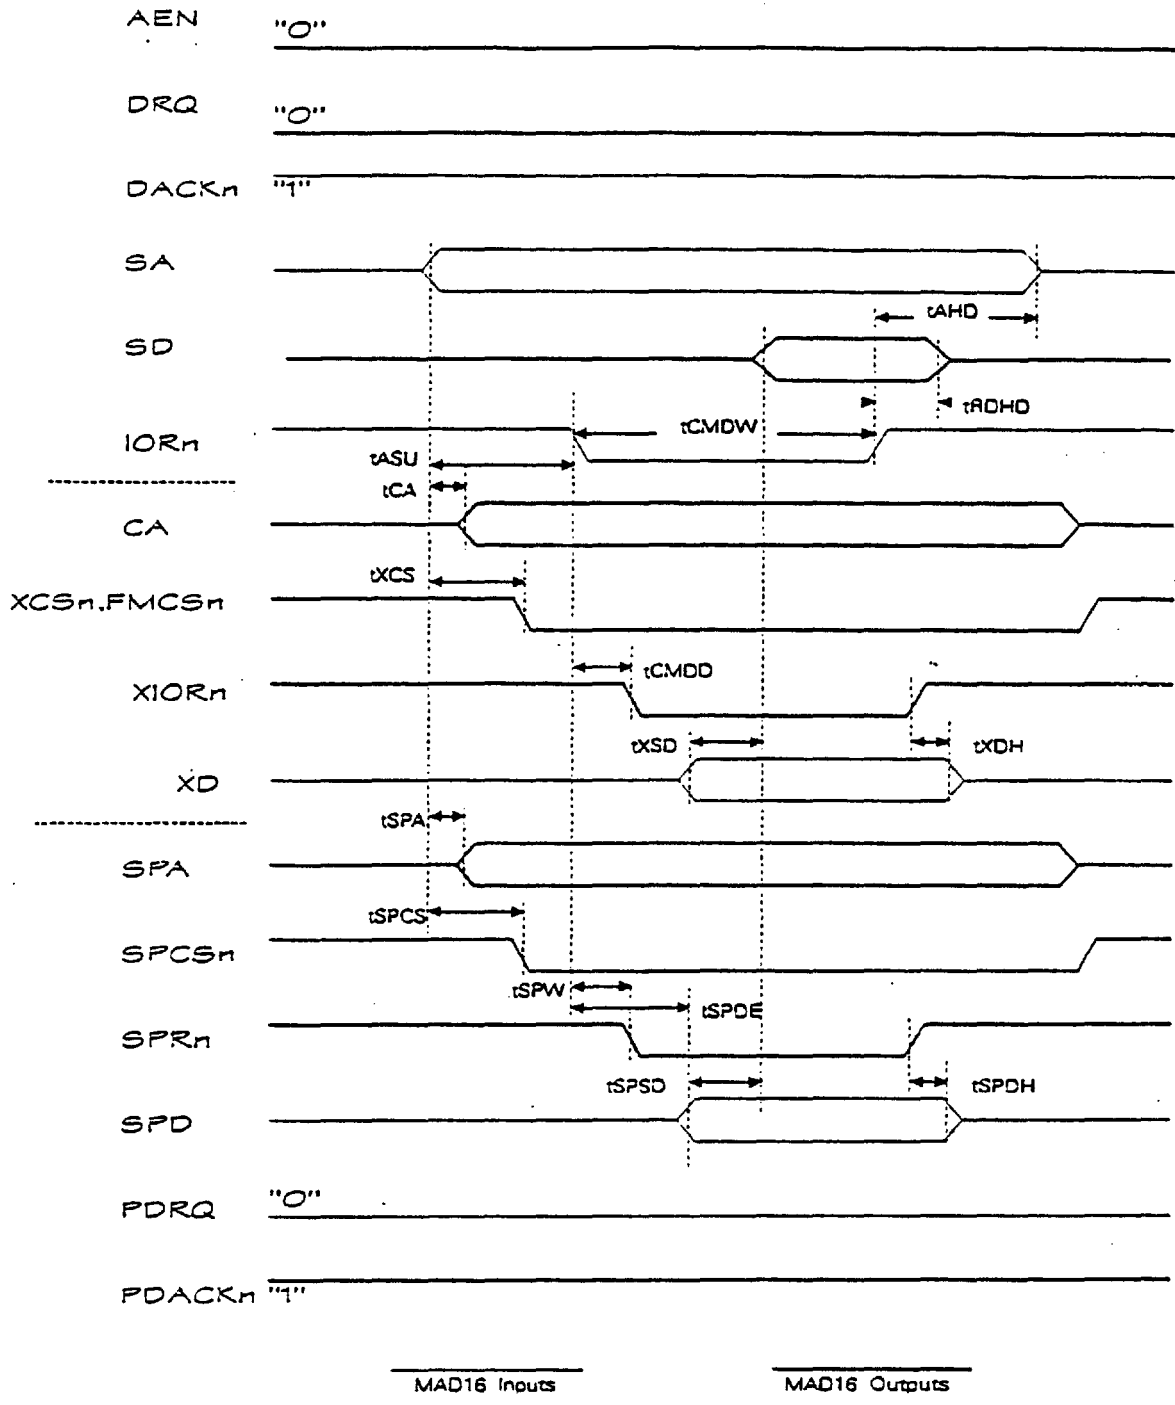 AEN "0"
DRQ "0"
DACKn "1"
SA
tAHD
SD
tRDHD
IORn
tCMDW
tASU
tCA
CA
tXCS
XCSn,FMCSn
tCMDD
XIORn
tXSD tXDH
XD
tSPA
SPA
tSPCS
SPCSn
tSPW
tSPDE
SPRn
tSPSD tSPDH
SPD
PDRQ "0"
PDACKn "1"
MAD16 Inputs MAD16 Outputs